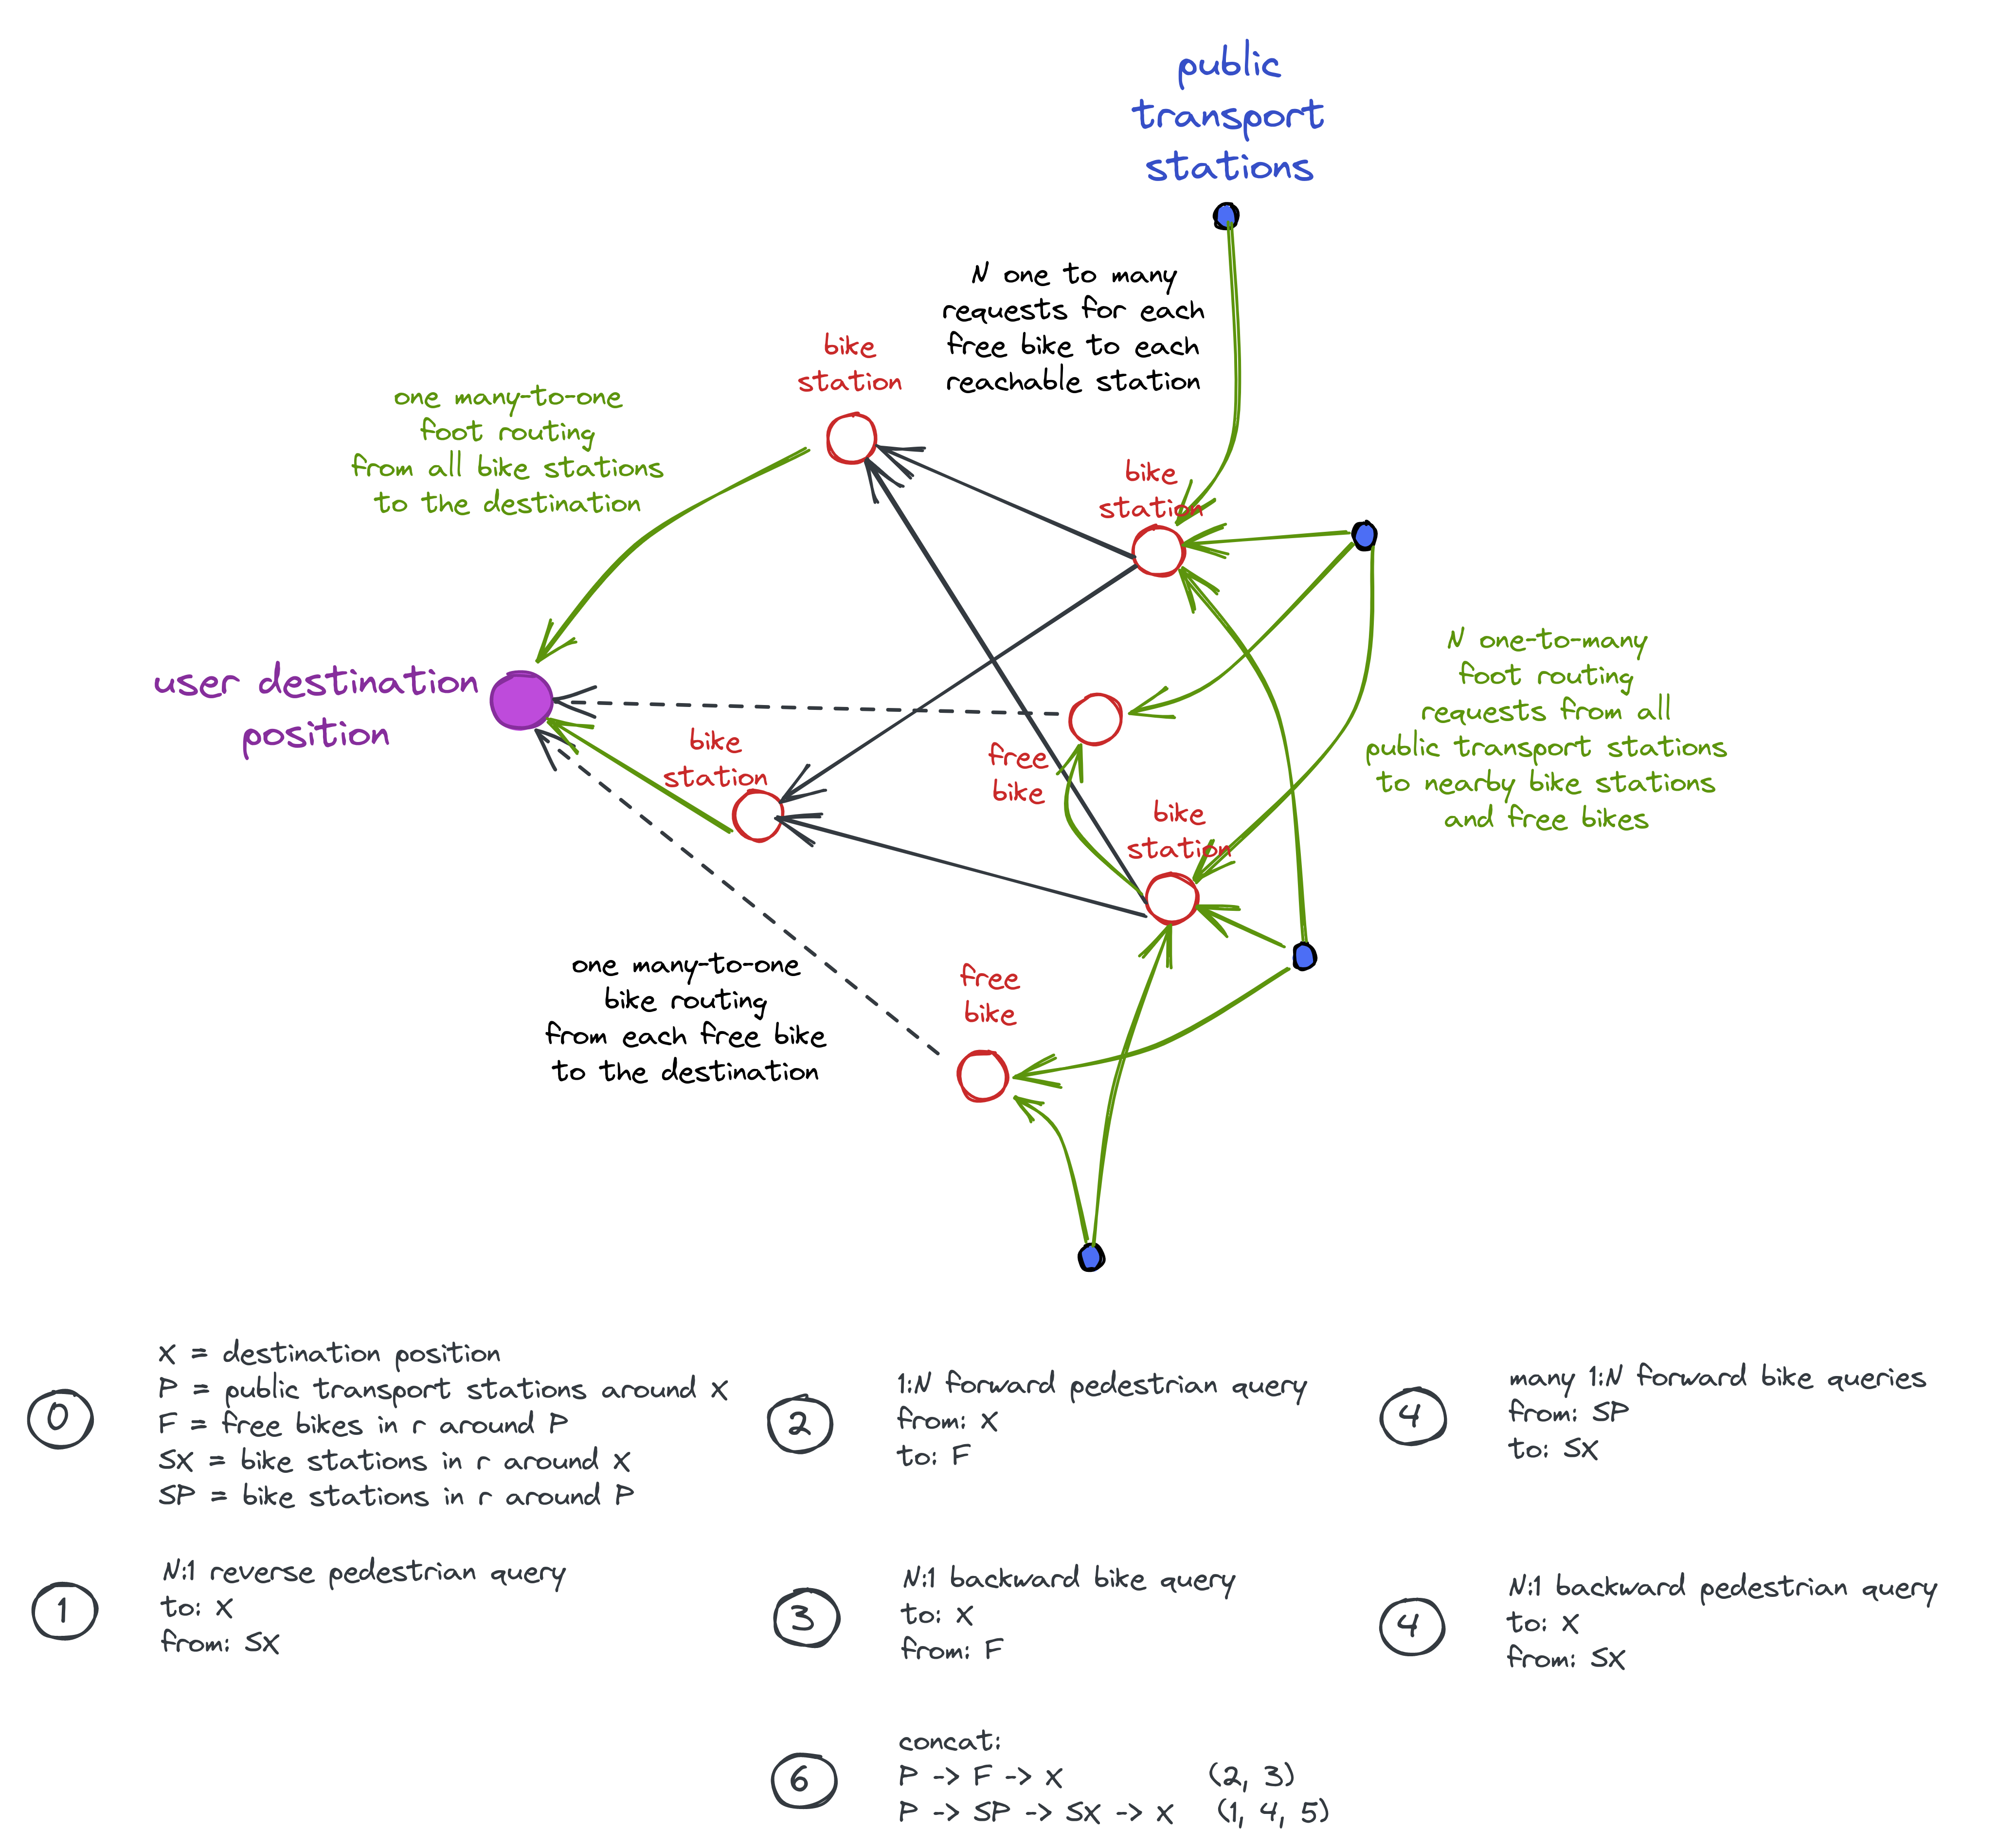 public
transport
stations
N one to many
requests for each
free bike to each
reachable station
bike
station
one many-to-one
foot routing
from all bike stations
to the destination
bike
station
N one-to-many
foot routing
requests from all
public transport stations
to nearby bike stations
and free bikes
user destination
position
bike
station
free
bike
bike
station
one many-to-one
bike routing
from each free bike
to the destination
free
bike
0
X = destination position
P = public transport stations around X
F = free bikes in r around P
SX = bike stations in r around X
SP = bike stations in r around P
2
1:N forward pedestrian query
from: X
to: F
4
many 1:N forward bike queries
from: SP
to: SX
1
N:1 reverse pedestrian query
to: X
from: SX
3
N:1 backward bike query
to: X
from: F
4
N:1 backward pedestrian query
to: X
from: SX
6
concat:
P -> F -> X (2, 3)
P -> SP -> SX -> X (1, 4, 5)